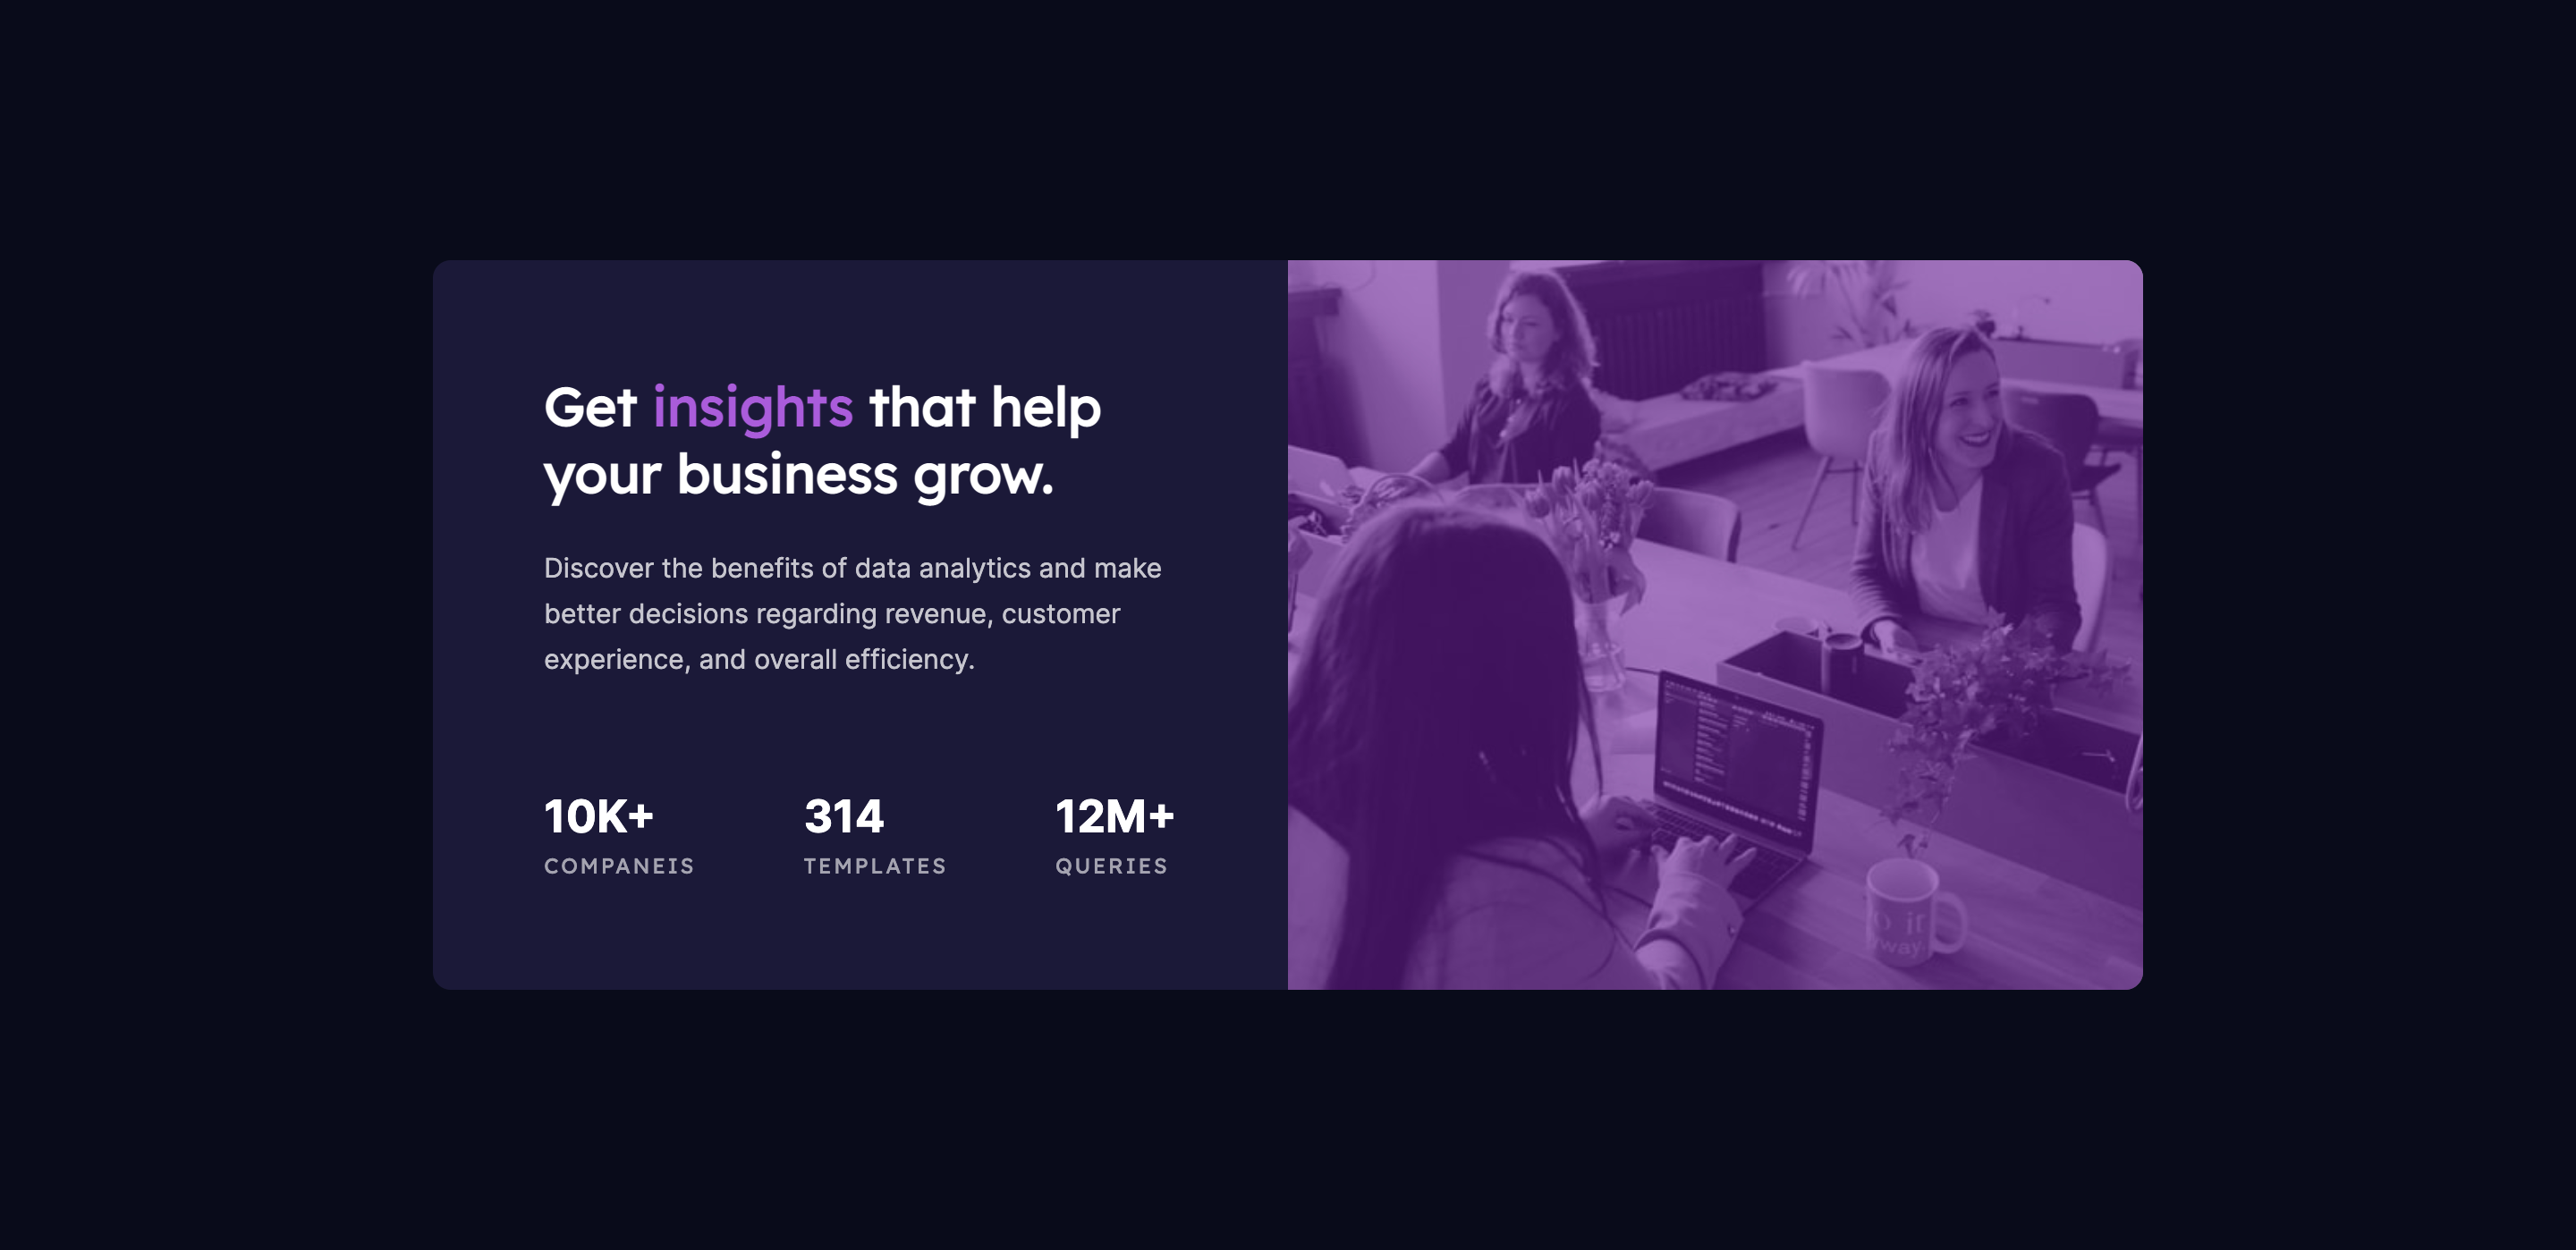 Get insights that help
your business grow.
Discover the benefits of data analytics and make
better decisions regarding revenue, customer
experience, and overall efficiency.
10K+ 314 12M+
COMPANEIS TEMPLATES QUERIES